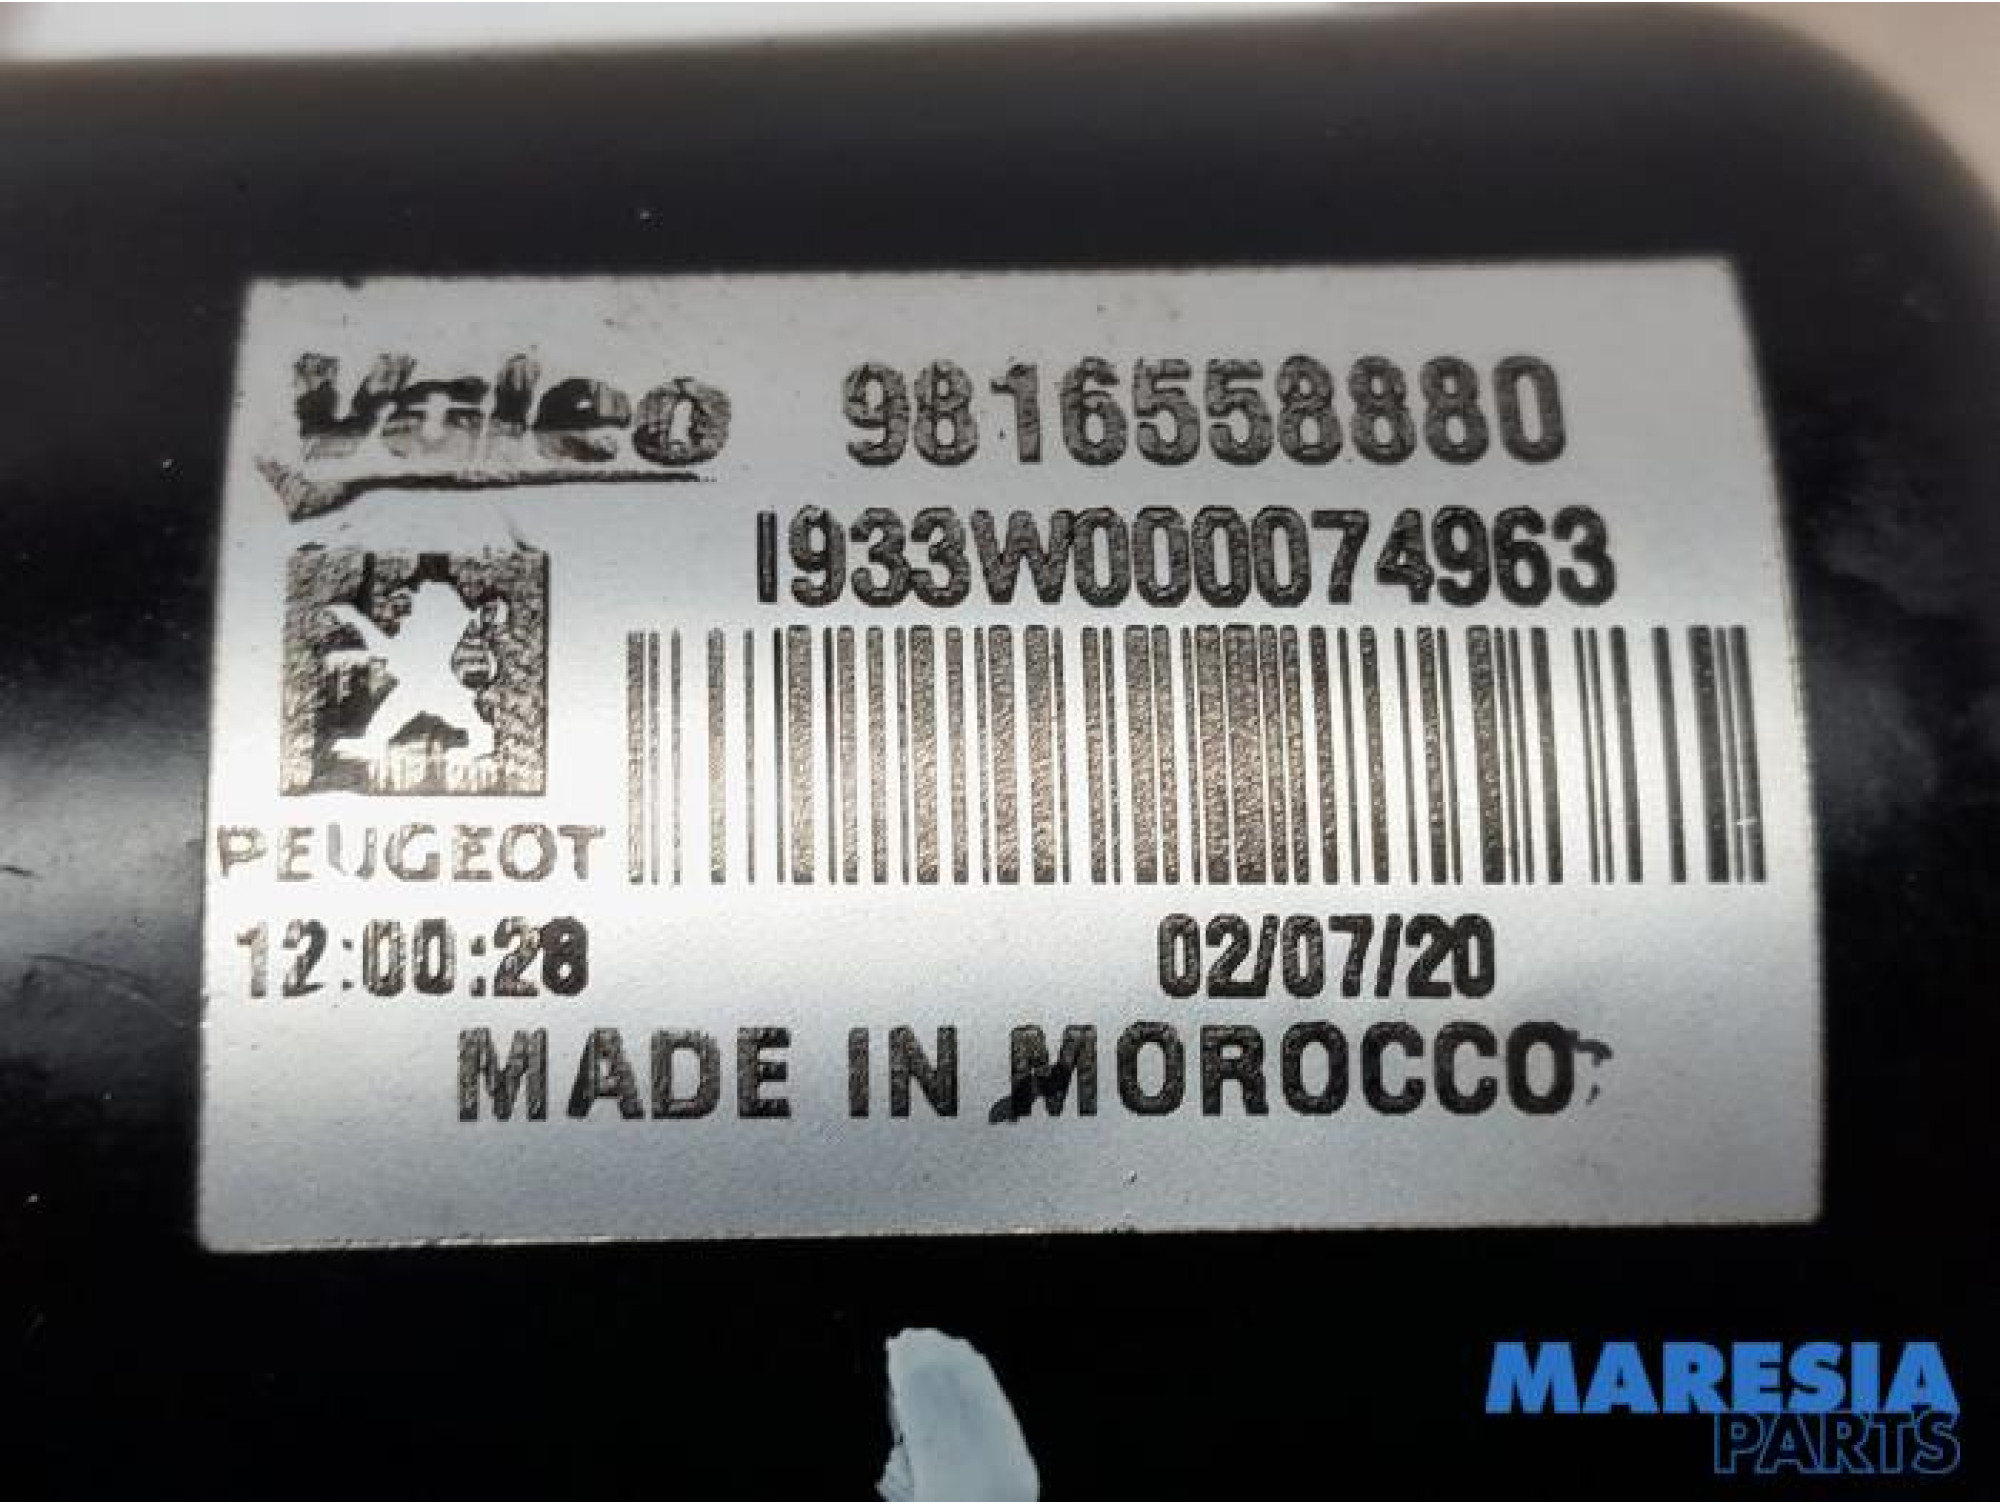 Valeo 9816558880
I933W000074963
PEUGEOT
12:00:28 02/07/20
MADE IN MOROCCO
MARESIA
PARTS